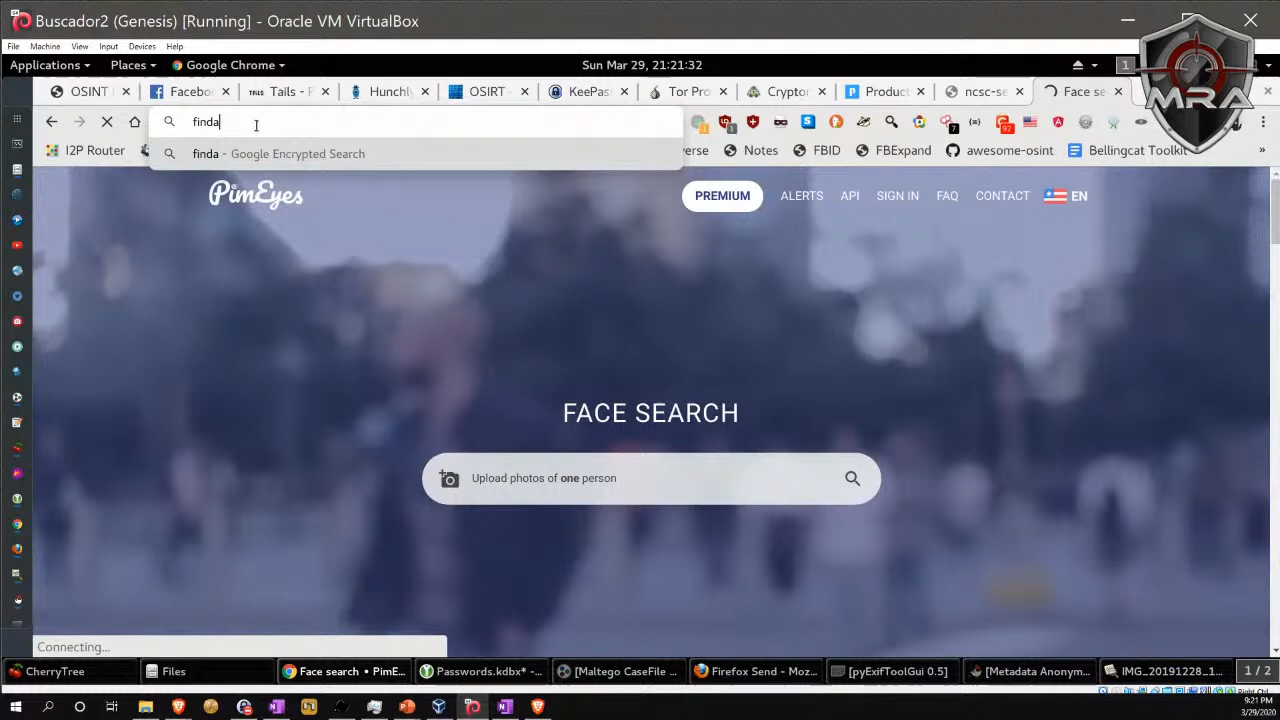 Buscador2 (Genesis) [Running] - Oracle VM VirtualBox
File Machine View Input Devices Help
Applications Places Google Chrome Sun Mar 29, 21:21:32 1
OSINT Facebo Tails - P Hunchly OSIRT - KeePas Tor Pro Crypto Product ncsc-se Face se
finda
I2P Router erse Notes FBID FBExpand awesome-osint Bellingcat Toolkit »
finda - Google Encrypted Search
MRA
PimEyes PREMIUM ALERTS API SIGN IN FAQ CONTACT EN
FACE SEARCH
Upload photos of one person
Connecting...
CherryTree Files Face search • PimE... Passwords.kdbx* -... [Maltego CaseFile ... Firefox Send - Moz... [pyExifToolGui 0.5] [Metadata Anonym... IMG_20191228_1... 1 / 2
Right Ctrl
9:21 PM
3/29/2020